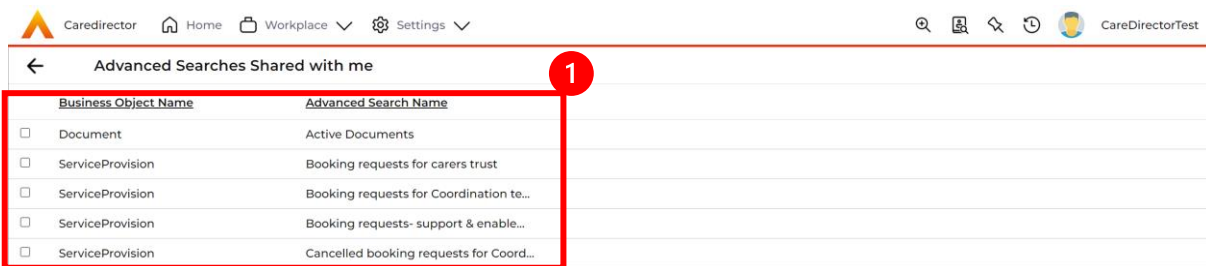 Caredirector Home Workplace Settings CareDirectorTest
Advanced Searches Shared with me
1
Business Object Name Advanced Search Name
Document Active Documents
ServiceProvision Booking requests for carers trust
ServiceProvision Booking requests for Coordination te...
ServiceProvision Booking requests- support & enable...
ServiceProvision Cancelled booking requests for Coord...